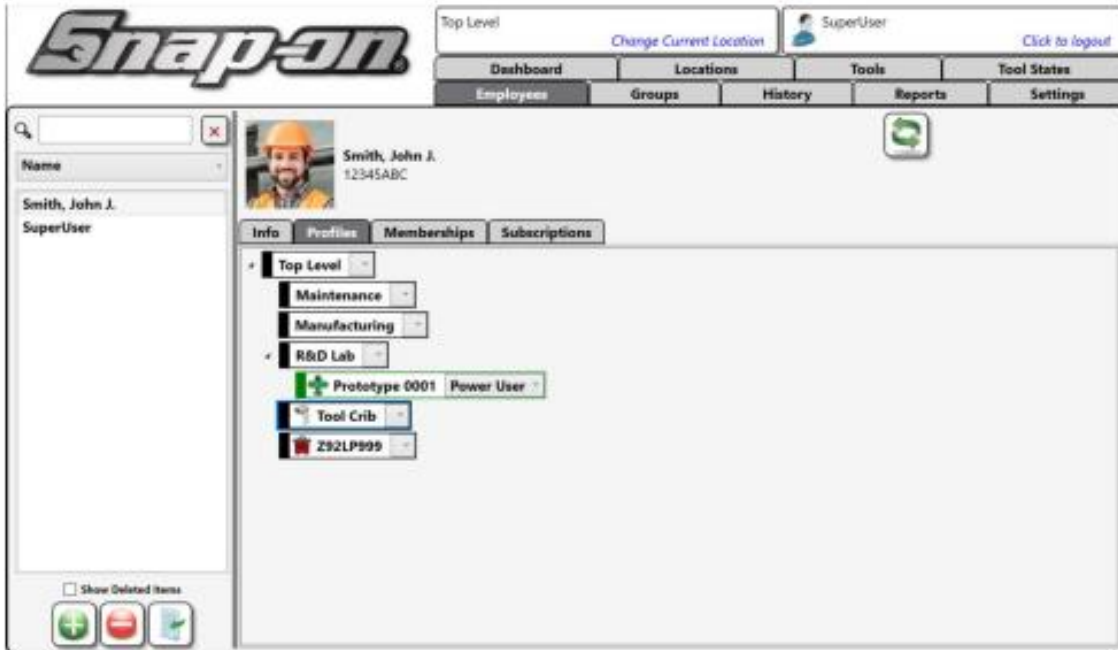 Snap-on
Top Level
Change Current Location
SuperUser
Click to logout
Dashboard
Locations
Tools
Tool States
Employees
Groups
History
Reports
Settings
Name
Smith, John J.
SuperUser
Smith, John J.
12345ABC
Info
Profiles
Memberships
Subscriptions
Top Level
Maintenance
Manufacturing
R&D Lab
Prototype 0001 Power User
Tool Crib
Z92LP999
Show Deleted Items